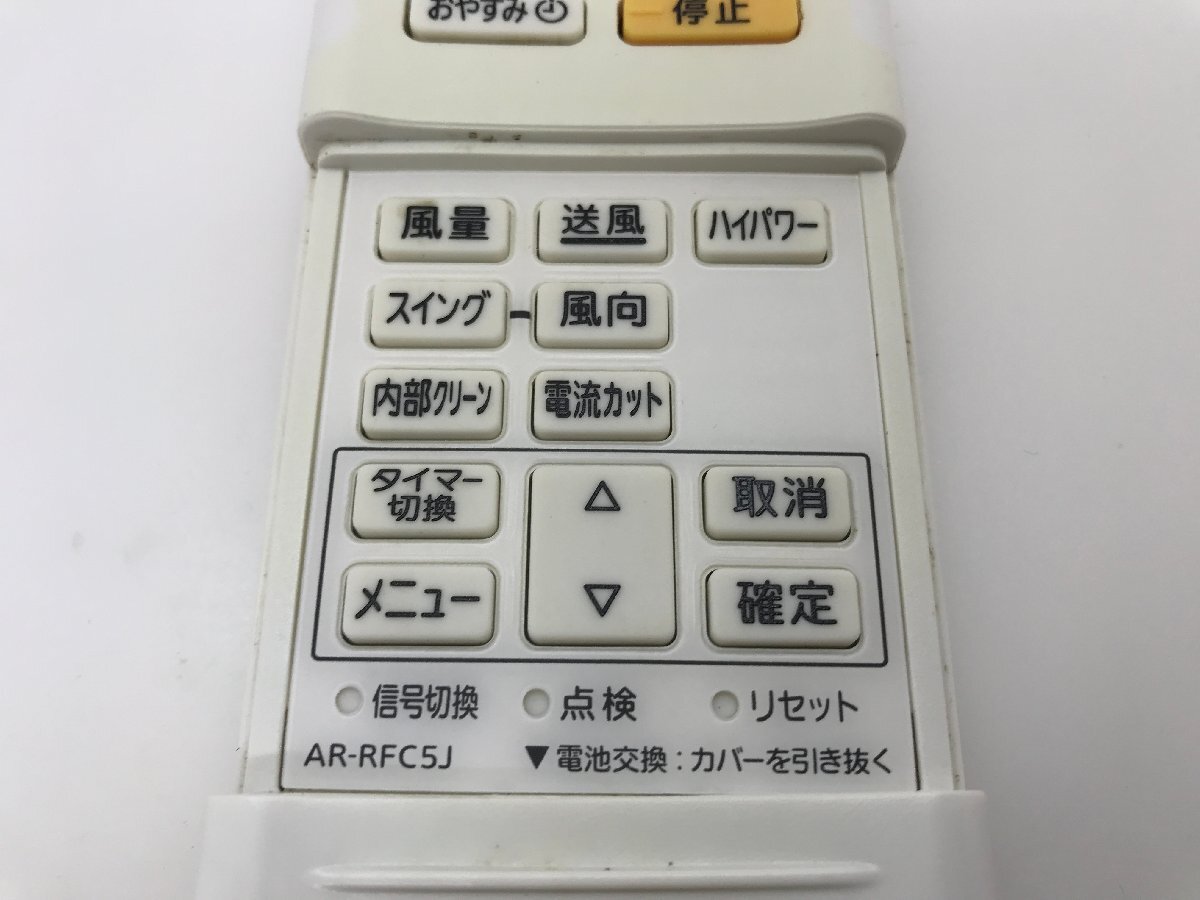 おやすみ 停止
風量 送風 ハイパワー
スイング 風向
内部クリーン 電流カット
タイマー
切換
△
取消
メニュー
▽
確定
信号切換 点検 リセット
AR-RFC5J ▼電池交換:カバーを引き抜く